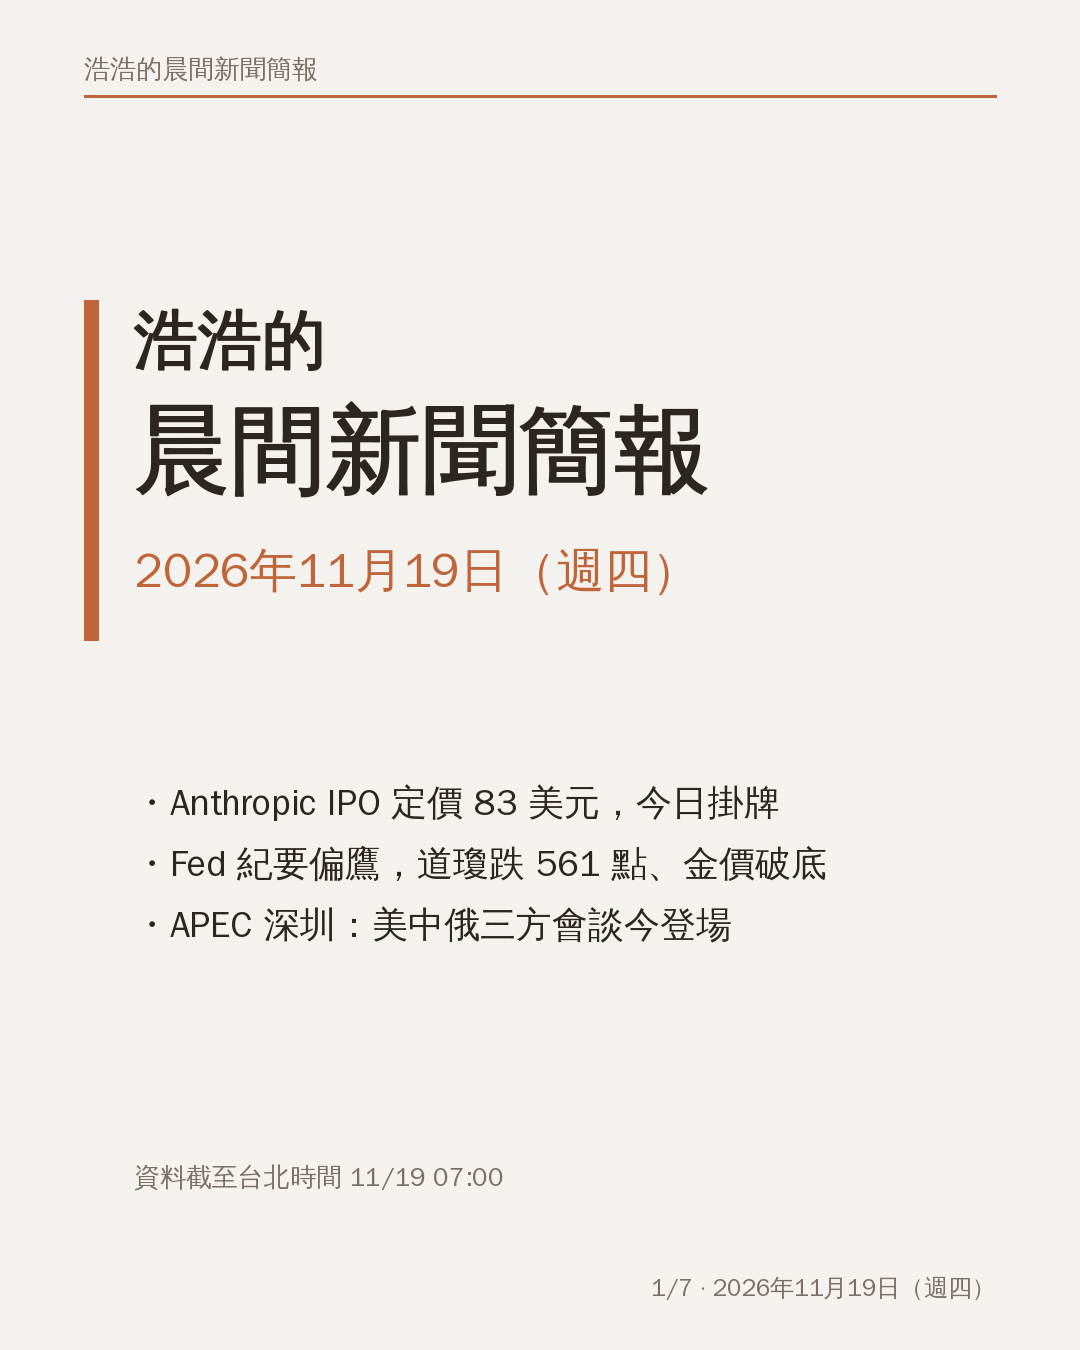 浩浩的晨間新聞簡報
浩浩的
晨間新聞簡報
2026年11月19日（週四）
・Anthropic IPO 定價 83 美元，今日掛牌
・Fed 紀要偏鷹，道瓊跌 561 點、金價破底
・APEC 深圳：美中俄三方會談今登場
資料截至台北時間 11/19 07:00
1/7 · 2026年11月19日（週四）